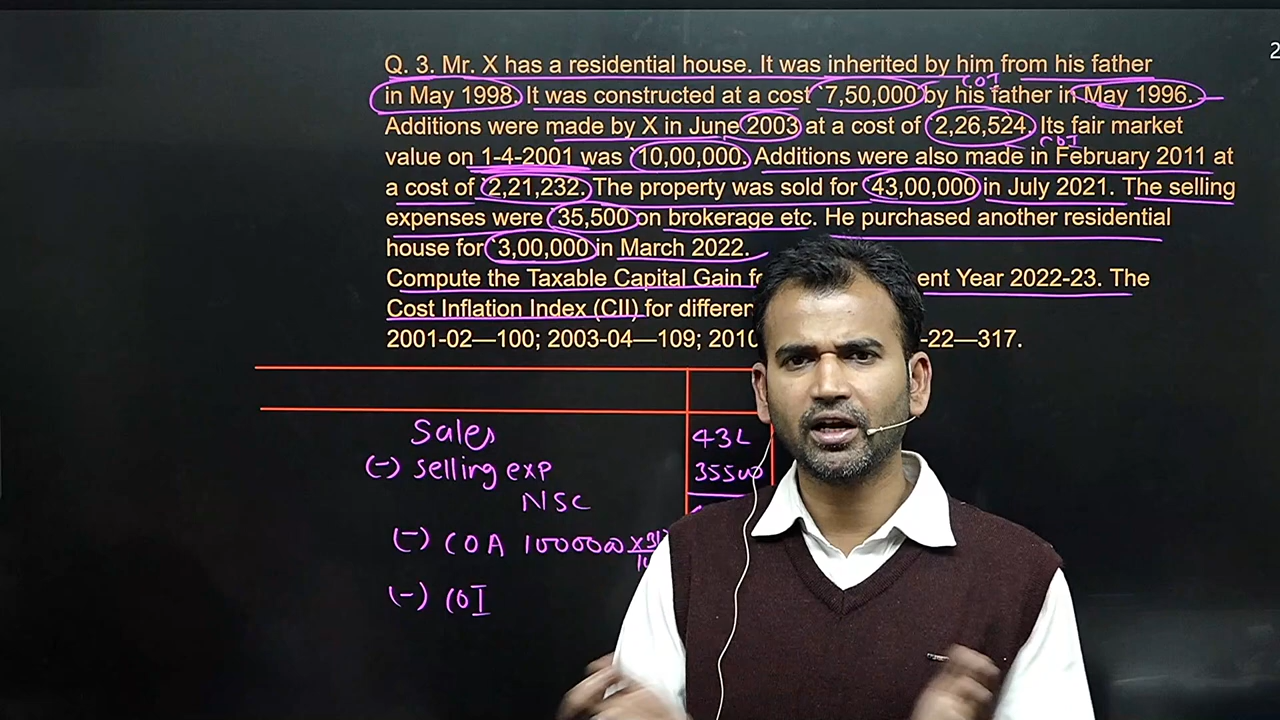 2
Q. 3. Mr. X has a residential house. It was inherited by him from his father
in May 1998. It was constructed at a cost `7,50,000 by his father in May 1996.
COI
Additions were made by X in June 2003 at a cost of `2,26,524. Its fair market
COI
value on 1-4-2001 was `10,00,000. Additions were also made in February 2011 at
a cost of `2,21,232. The property was sold for `43,00,000 in July 2021. The selling
expenses were `35,500 on brokerage etc. He purchased another residential
house for `3,00,000 in March 2022.
Compute the Taxable Capital Gain ent Year 2022-23. The
Cost Inflation Index (CII) for
2001-02—100; 2003-04—109; 2010 -22—317.
Sales 43L
(-) Selling exp 35500
NSC
(-) COA 1000000 x
(-) COI